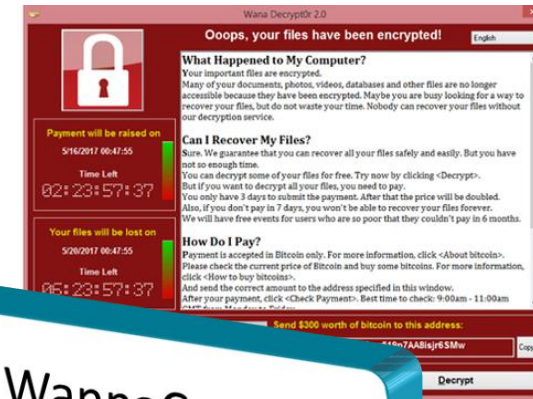 Wana Decrypt0r 2.0
Ooops, your files have been encrypted!
English
What Happened to My Computer?
Your important files are encrypted.
Many of your documents, photos, videos, databases and other files are no longer
accessible because they have been encrypted. Maybe you are busy looking for a way to
recover your files, but do not waste your time. Nobody can recover your files without
our decryption service.
Can I Recover My Files?
Sure. We guarantee that you can recover all your files safely and easily. But you have
not so enough time.
You can decrypt some of your files for free. Try now by clicking <Decrypt>.
But if you want to decrypt all your files, you need to pay.
You only have 3 days to submit the payment. After that the price will be doubled.
Also, if you don't pay in 7 days, you won't be able to recover your files forever.
We will have free events for users who are so poor that they couldn't pay in 6 months.
How Do I Pay?
Payment is accepted in Bitcoin only. For more information, click <About bitcoin>.
Please check the current price of Bitcoin and buy some bitcoins. For more information,
click <How to buy bitcoins>.
And send the correct amount to the address specified in this window.
After your payment, click <Check Payment>. Best time to check: 9:00am - 11:00am
GMT from Monday to Friday.
Payment will be raised on
5/16/2017 00:47:55
Time Left
02:23:57:37
Your files will be lost on
5/20/2017 00:47:55
Time Left
06:23:57:37
Send $300 worth of bitcoin to this address:
Copy
Decrypt